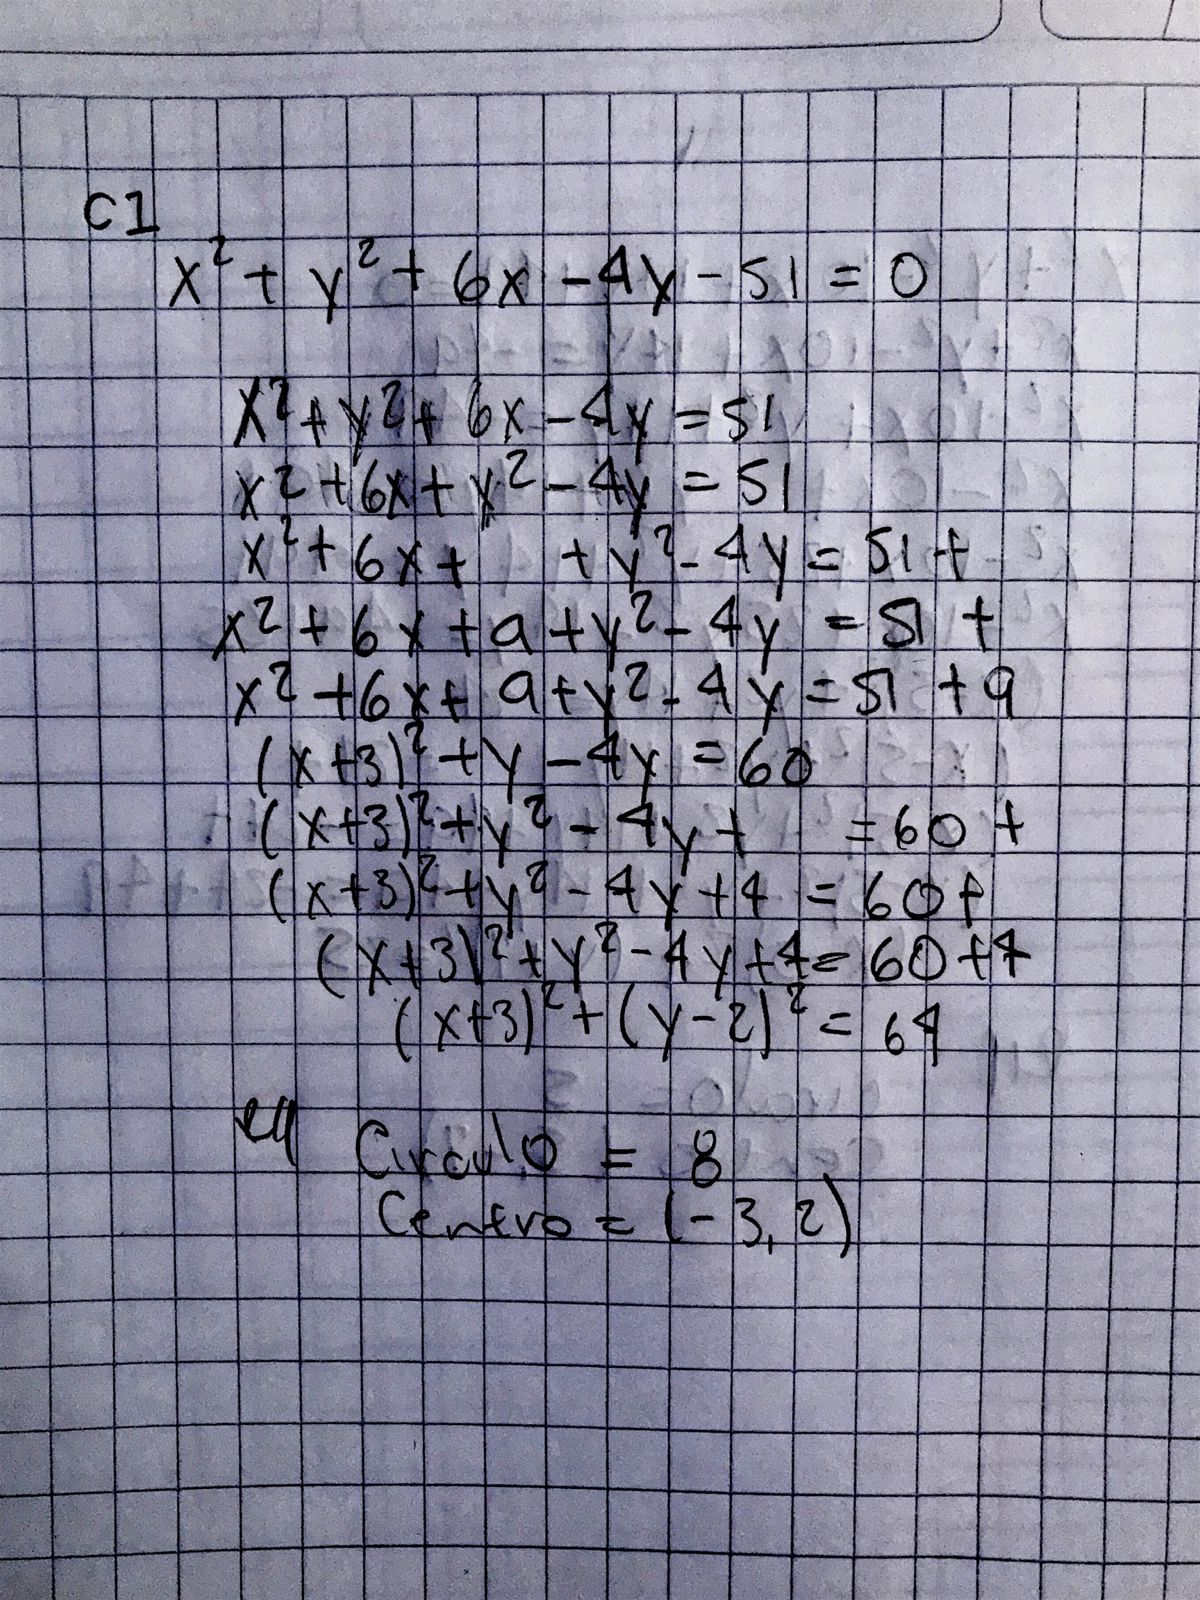 C1
x² + y² + 6x - 4y - 51 = 0
x² + y² + 6x - 4y = 51
x² + 6x + y² - 4y = 51
x² + 6x + + y² - 4y = 51 +
x² + 6x + 9 + y² - 4y = 51 +
x² + 6x + 9 + y² - 4y = 51 + 9
(x+3)² + y - 4y = 60
(x+3)² + y² - 4y + = 60 +
(x+3)² + y² - 4y + 4 = 60 +
(x+3)² + y² - 4y + 4 = 60 + 4
(x+3)² + (y-2)² = 64
Circulo = 8
Centro = (-3, 2)